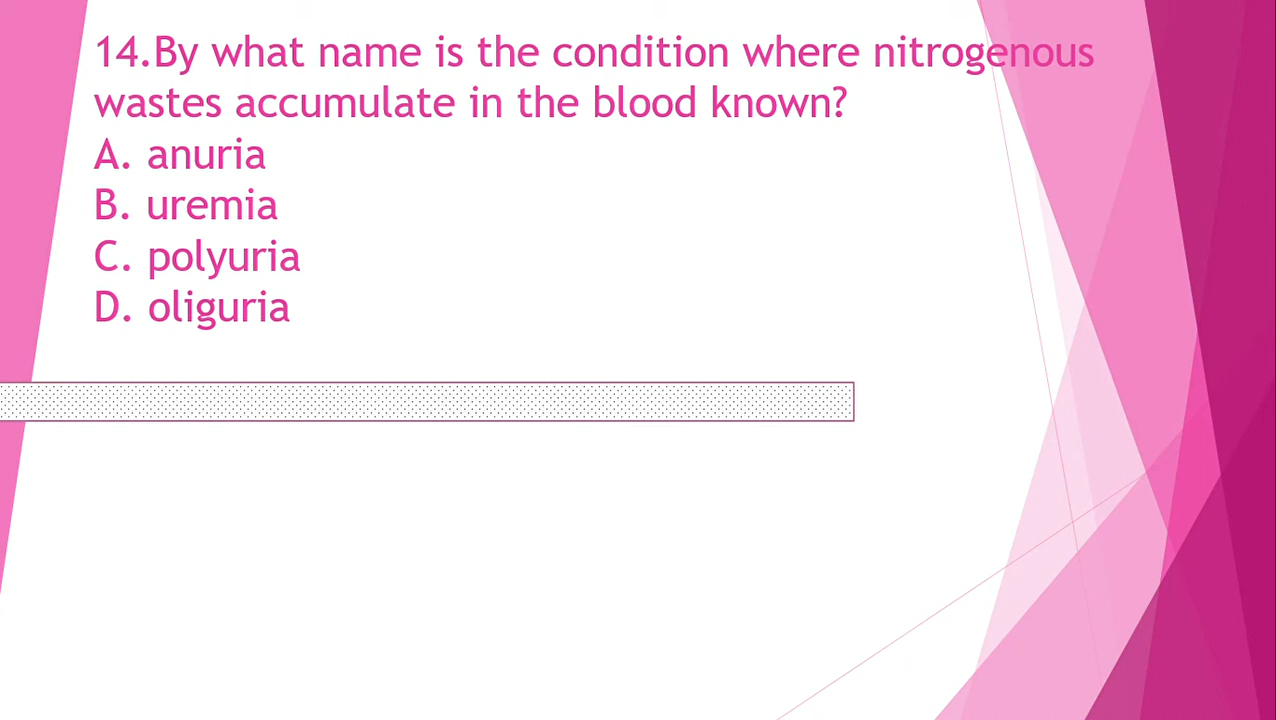 14.By what name is the condition where nitrogenous
wastes accumulate in the blood known?
A. anuria
B. uremia
C. polyuria
D. oliguria